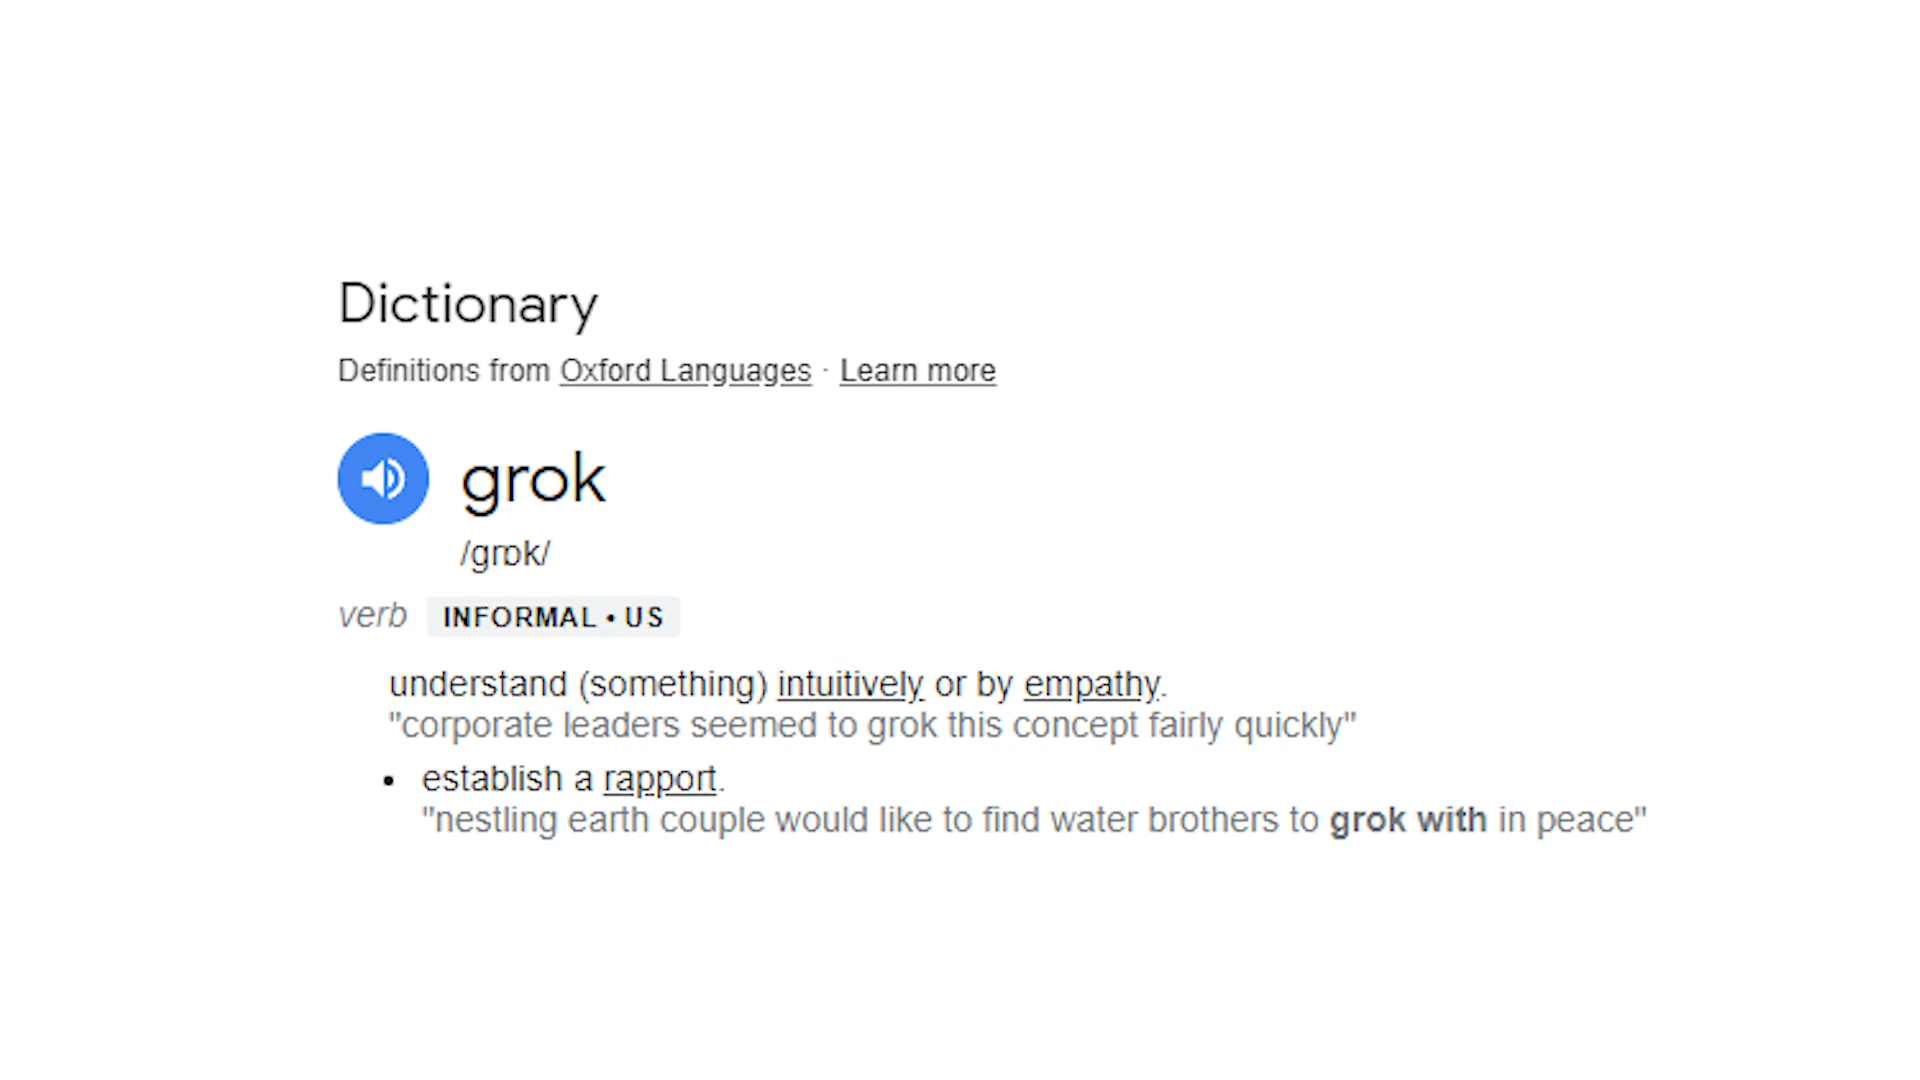 Dictionary
Definitions from Oxford Languages · Learn more
grok
/ɡrɒk/
verb INFORMAL • US
understand (something) intuitively or by empathy.
"corporate leaders seemed to grok this concept fairly quickly"
• establish a rapport.
"nestling earth couple would like to find water brothers to grok with in peace"